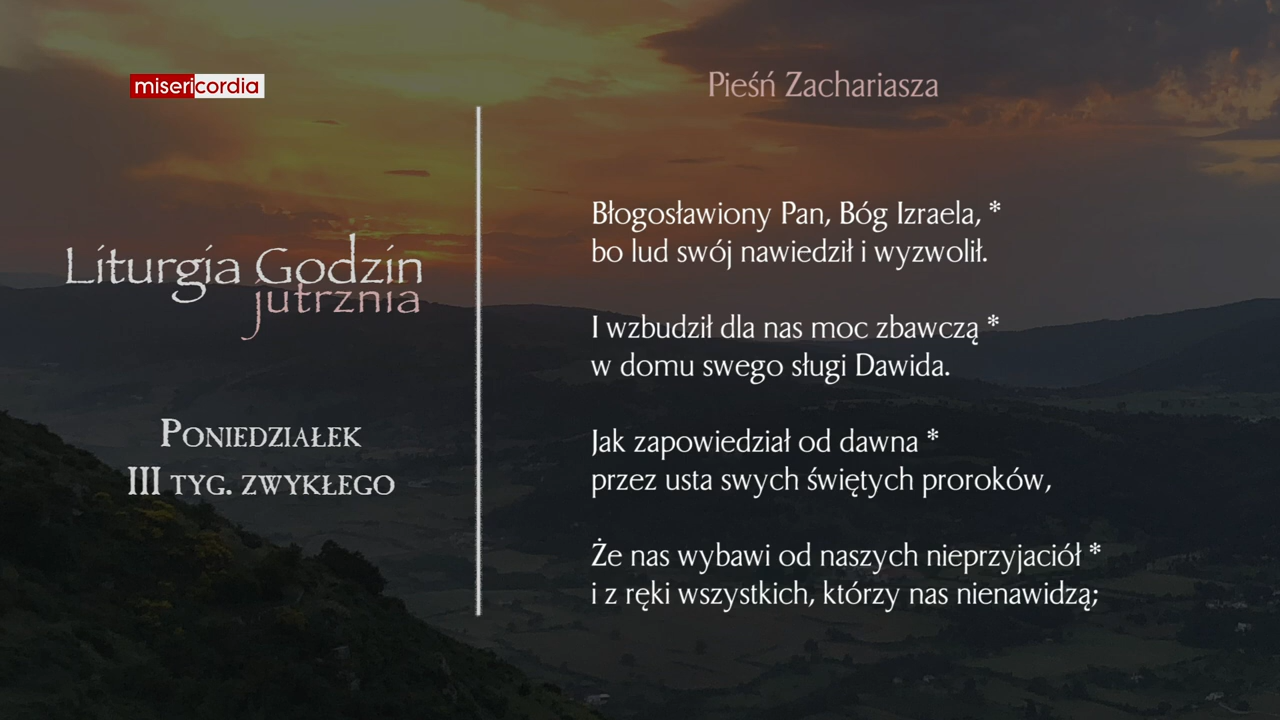 misericordia
Liturgia Godzin
jutrznia
Poniedziałek
III tyg. zwykłego
Pieśń Zachariasza
Błogosławiony Pan, Bóg Izraela, *
bo lud swój nawiedził i wyzwolił.
I wzbudził dla nas moc zbawczą *
w domu swego sługi Dawida.
Jak zapowiedział od dawna *
przez usta swych świętych proroków,
Że nas wybawi od naszych nieprzyjaciół *
i z ręki wszystkich, którzy nas nienawidzą;